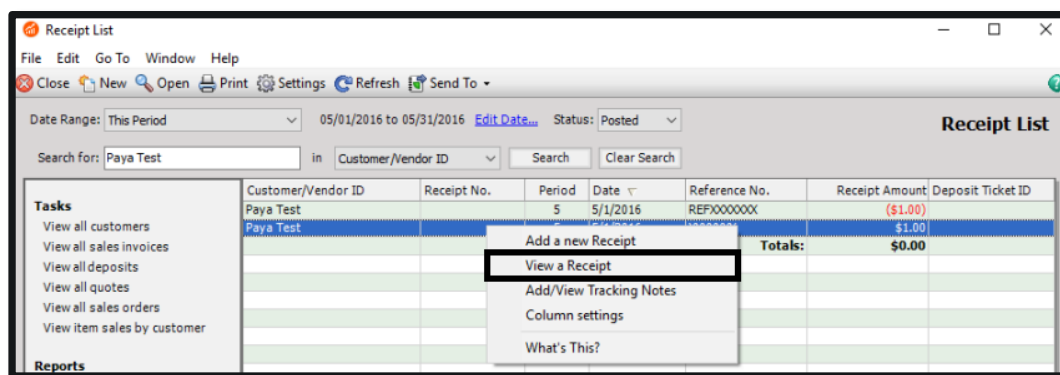 Receipt List
File Edit Go To Window Help
Close New Open Print Settings Refresh Send To
Date Range: This Period 05/01/2016 to 05/31/2016 Edit Date... Status: Posted
Receipt List
Search for: Paya Test in Customer/Vendor ID Search Clear Search
Customer/Vendor ID Receipt No. Period Date Reference No. Receipt Amount Deposit Ticket ID
Paya Test 5 5/1/2016 REFXXXXXXX ($1.00)
Paya Test $1.00
Totals: $0.00
Tasks
View all customers
View all sales invoices
View all deposits
View all quotes
View all sales orders
View item sales by customer
Reports
Add a new Receipt
View a Receipt
Add/View Tracking Notes
Column settings
What's This?